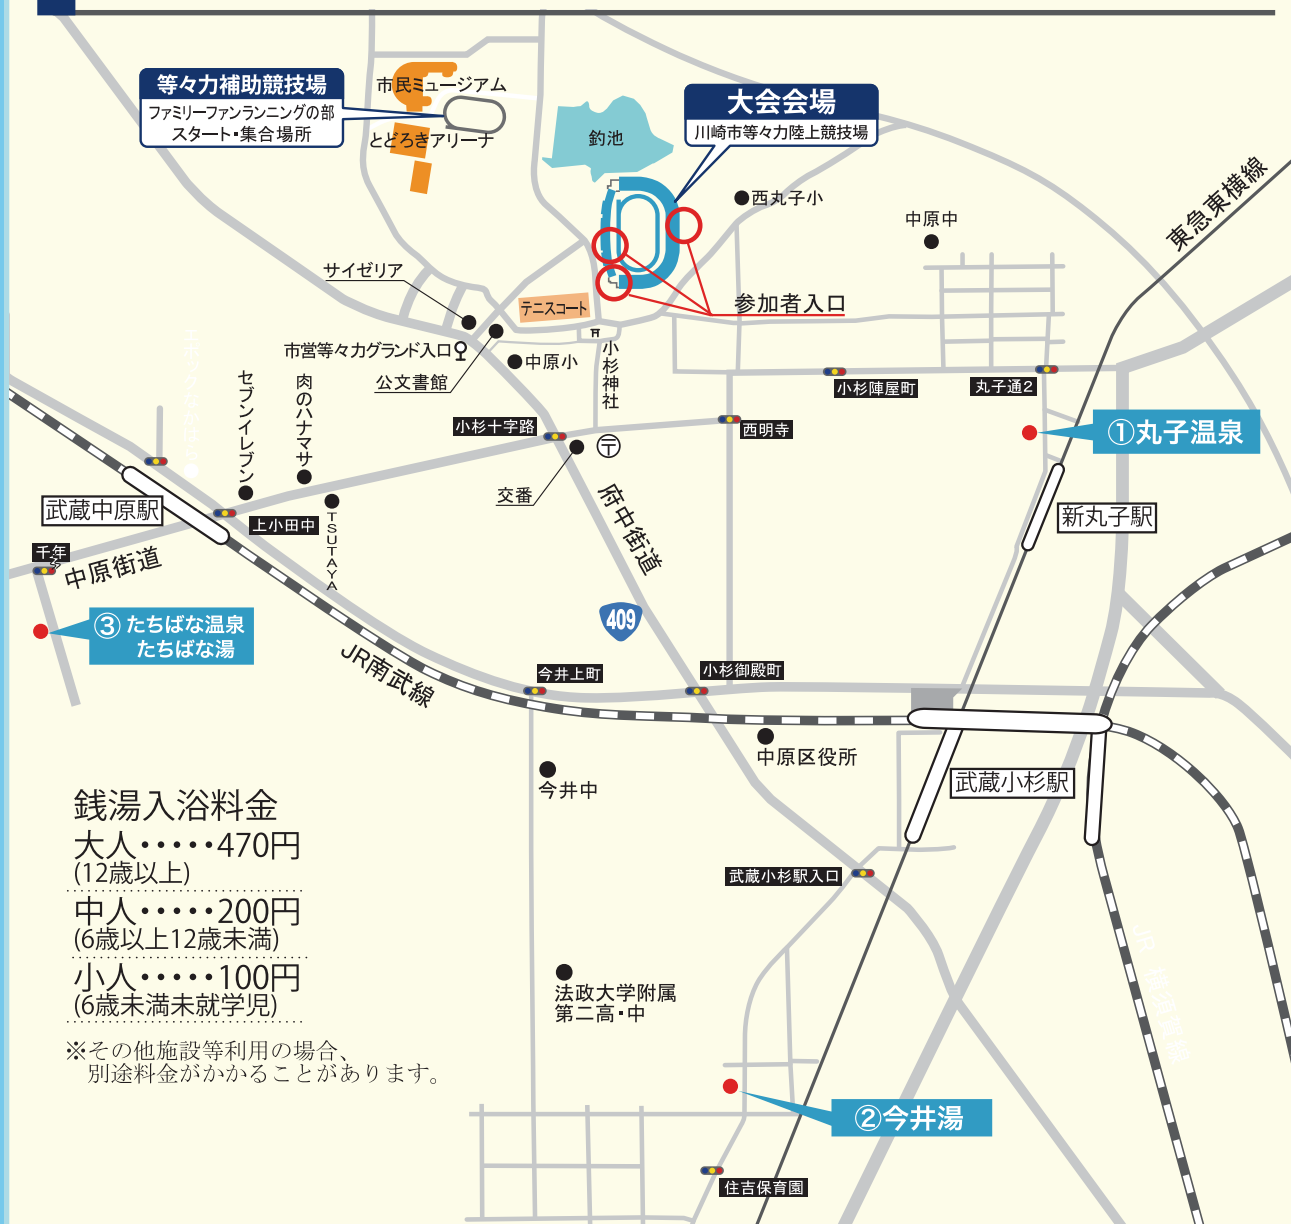 等々力補助競技場
ファミリーファンランニングの部
スタート・集合場所
市民ミュージアム
とどろきアリーナ
釣池
大会会場
川崎市等々力陸上競技場
西丸子小
中原中
東急東横線
サイゼリア
テニスコート
参加者入口
市営等々力グランド入口
公文書館
中原小
小杉神社
小杉陣屋町
丸子通2
セブンイレブン
肉のハナマサ
小杉十字路
西明寺
①丸子温泉
〒
交番
武蔵中原駅
上小田中
TSUTAYA
府中街道
新丸子駅
千年
中原街道
③たちばな温泉
たちばな湯
409
JR南武線
今井上町
小杉御殿町
中原区役所
今井中
武蔵小杉駅
武蔵小杉駅入口
銭湯入浴料金
大人・・・・・470円
(12歳以上)
中人・・・・・200円
(6歳以上12歳未満)
小人・・・・・100円
(6歳未満未就学児)
※その他施設等利用の場合、
別途料金がかかることがあります。
法政大学附属
第二高・中
JR 横須賀線
②今井湯
住吉保育園